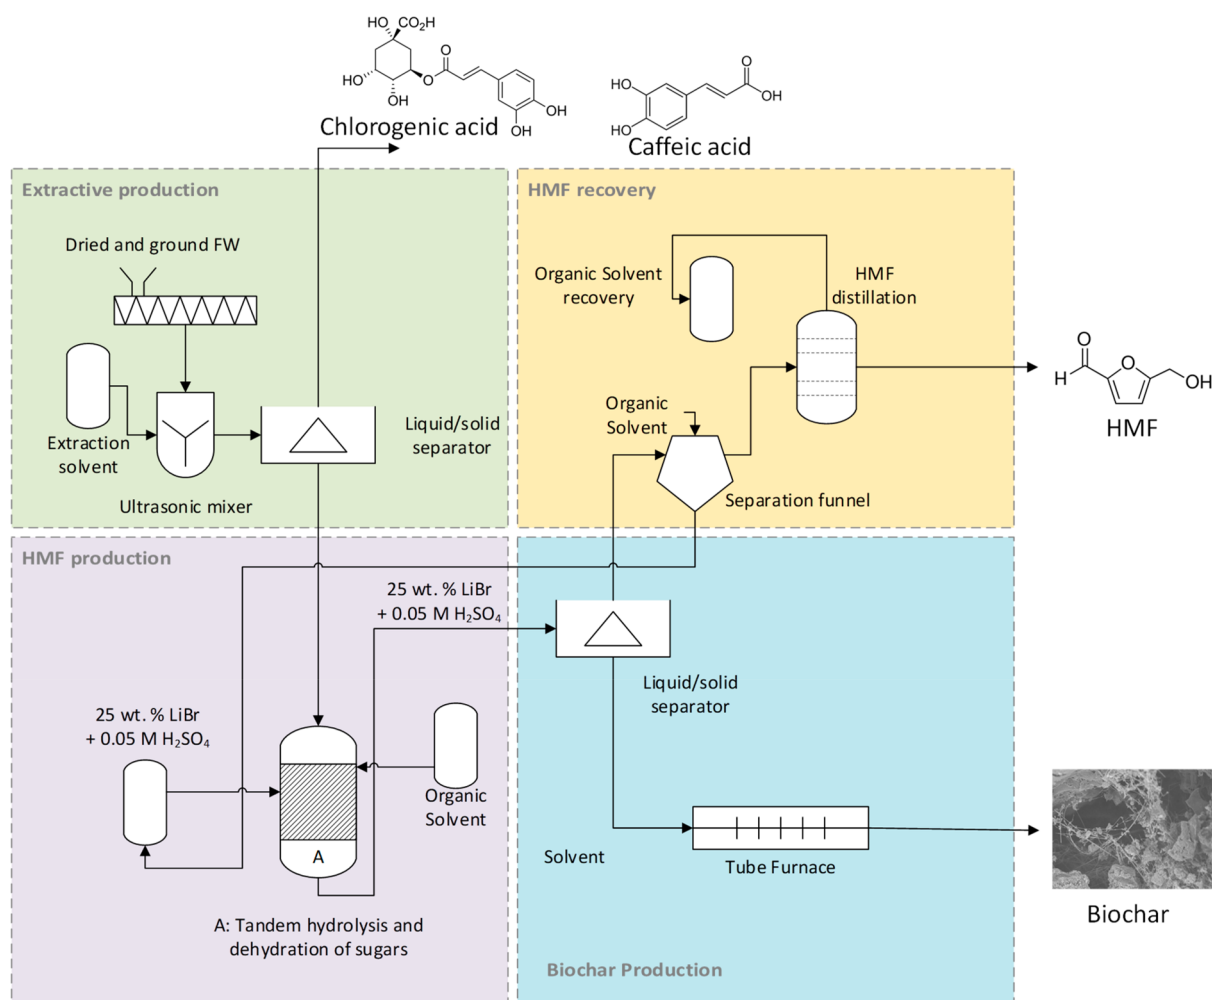 HO
CO₂H
O
HO
O
OH
OH
OH
Chlorogenic acid
O
HO
OH
HO
Caffeic acid
Extractive production
Dried and ground FW
Extraction
solvent
Ultrasonic mixer
Liquid/solid
separator
HMF recovery
Organic Solvent
recovery
HMF
distillation
Organic
Solvent
Separation funnel
O
H
O
OH
HMF
HMF production
25 wt. % LiBr
+ 0.05 M H₂SO₄
25 wt. % LiBr
+ 0.05 M H₂SO₄
Organic
Solvent
A
A: Tandem hydrolysis and
dehydration of sugars
Liquid/solid
separator
Solvent
Tube Furnace
Biochar Production
Biochar